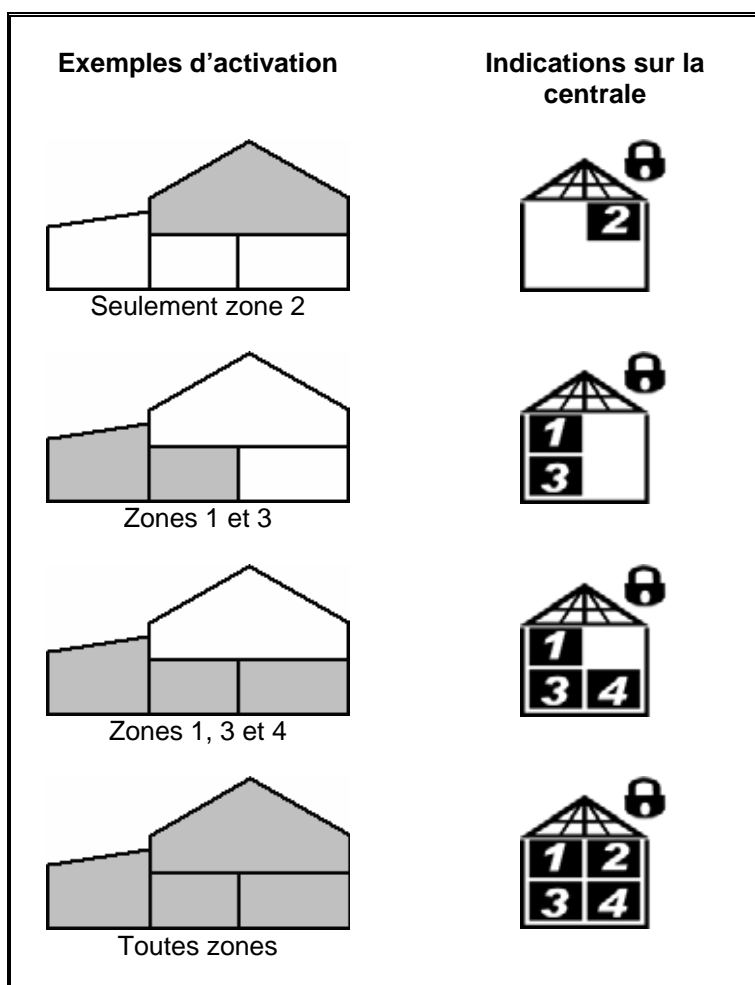 Exemples d'activation
Indications sur la
centrale
2
Seulement zone 2
1
3
Zones 1 et 3
1
3 4
Zones 1, 3 et 4
1 2
3 4
Toutes zones